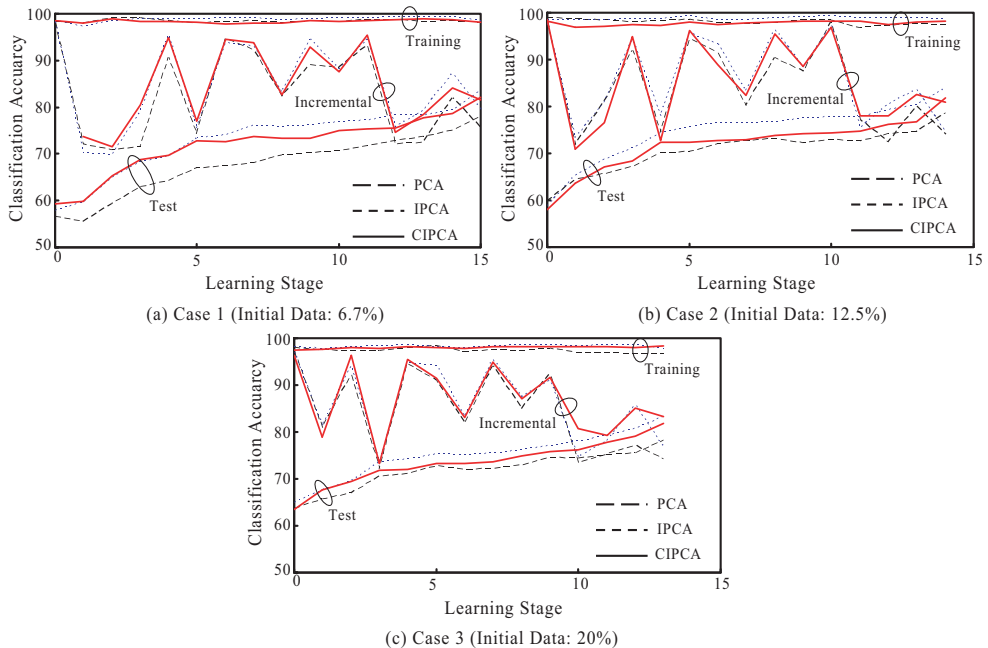 Classification Accuarcy
100
90
80
70
60
50
0
5
10
15
Training
Incremental
Test
PCA
IPCA
CIPCA
Learning Stage
(a) Case 1 (Initial Data: 6.7%)
Classification Accuarcy
100
90
80
70
60
50
0
5
10
15
Training
Incremental
Test
PCA
IPCA
CIPCA
Learning Stage
(b) Case 2 (Initial Data: 12.5%)
Classification Accuarcy
100
90
80
70
60
50
0
5
10
15
Training
Incremental
Test
PCA
IPCA
CIPCA
Learning Stage
(c) Case 3 (Initial Data: 20%)